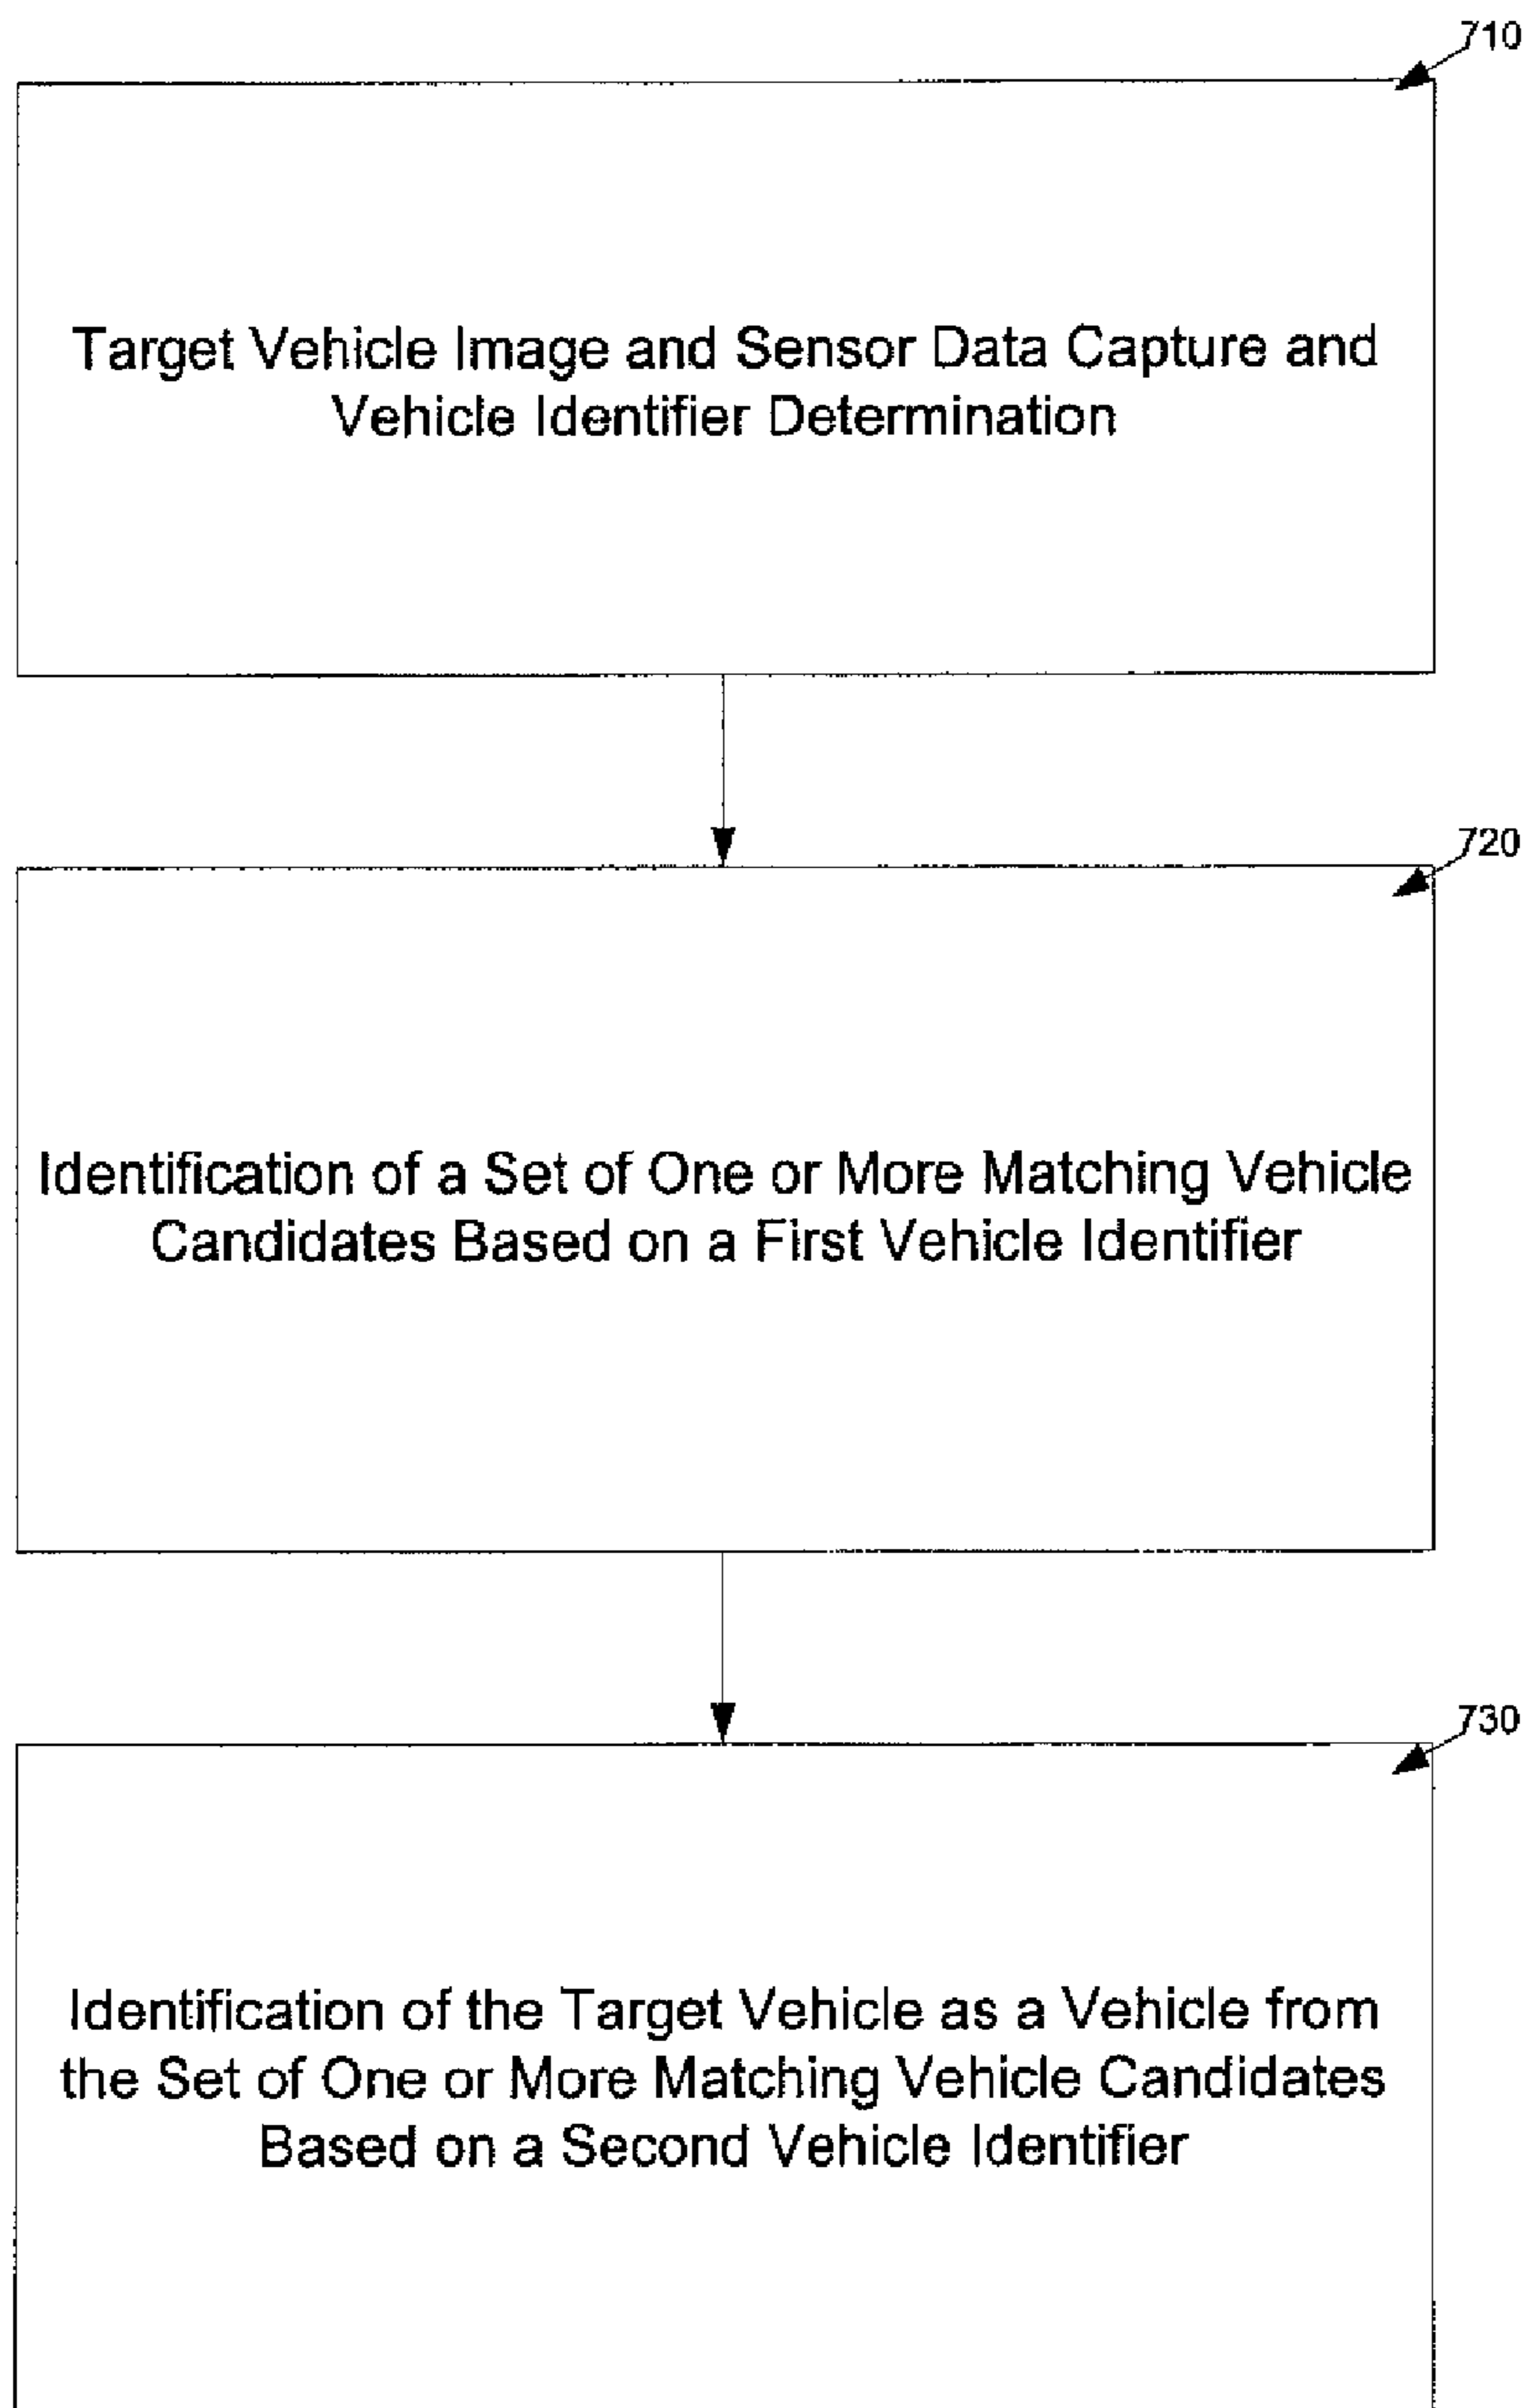 710
Target Vehicle Image and Sensor Data Capture and
Vehicle Identifier Determination
720
Identification of a Set of One or More Matching Vehicle
Candidates Based on a First Vehicle Identifier
730
Identification of the Target Vehicle as a Vehicle from
the Set of One or More Matching Vehicle Candidates
Based on a Second Vehicle Identifier